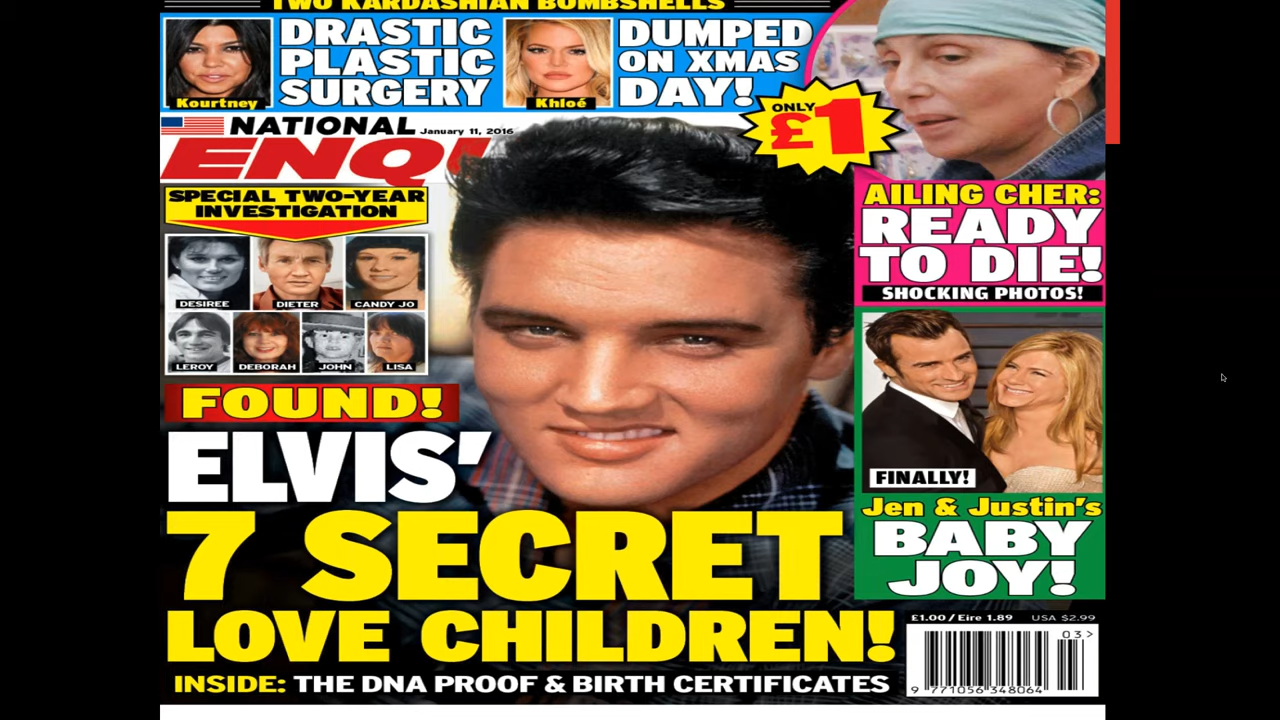 TWO KARDASHIAN BOMBSHELLS
DRASTIC
PLASTIC
SURGERY
Kourtney
DUMPED
ON XMAS
DAY!
Khloé
ONLY
£1
NATIONAL
January 11, 2016
ENQU
SPECIAL TWO-YEAR
INVESTIGATION
DESIREE
DIETER
CANDY JO
LEROY
DEBORAH
JOHN
LISA
FOUND!
ELVIS'
7 SECRET
LOVE CHILDREN!
INSIDE: THE DNA PROOF & BIRTH CERTIFICATES
AILING CHER:
READY
TO DIE!
SHOCKING PHOTOS!
FINALLY!
Jen & Justin's
BABY
JOY!
£1.00 / Eire 1.89 USA $2.99
03>
9 771056 348064